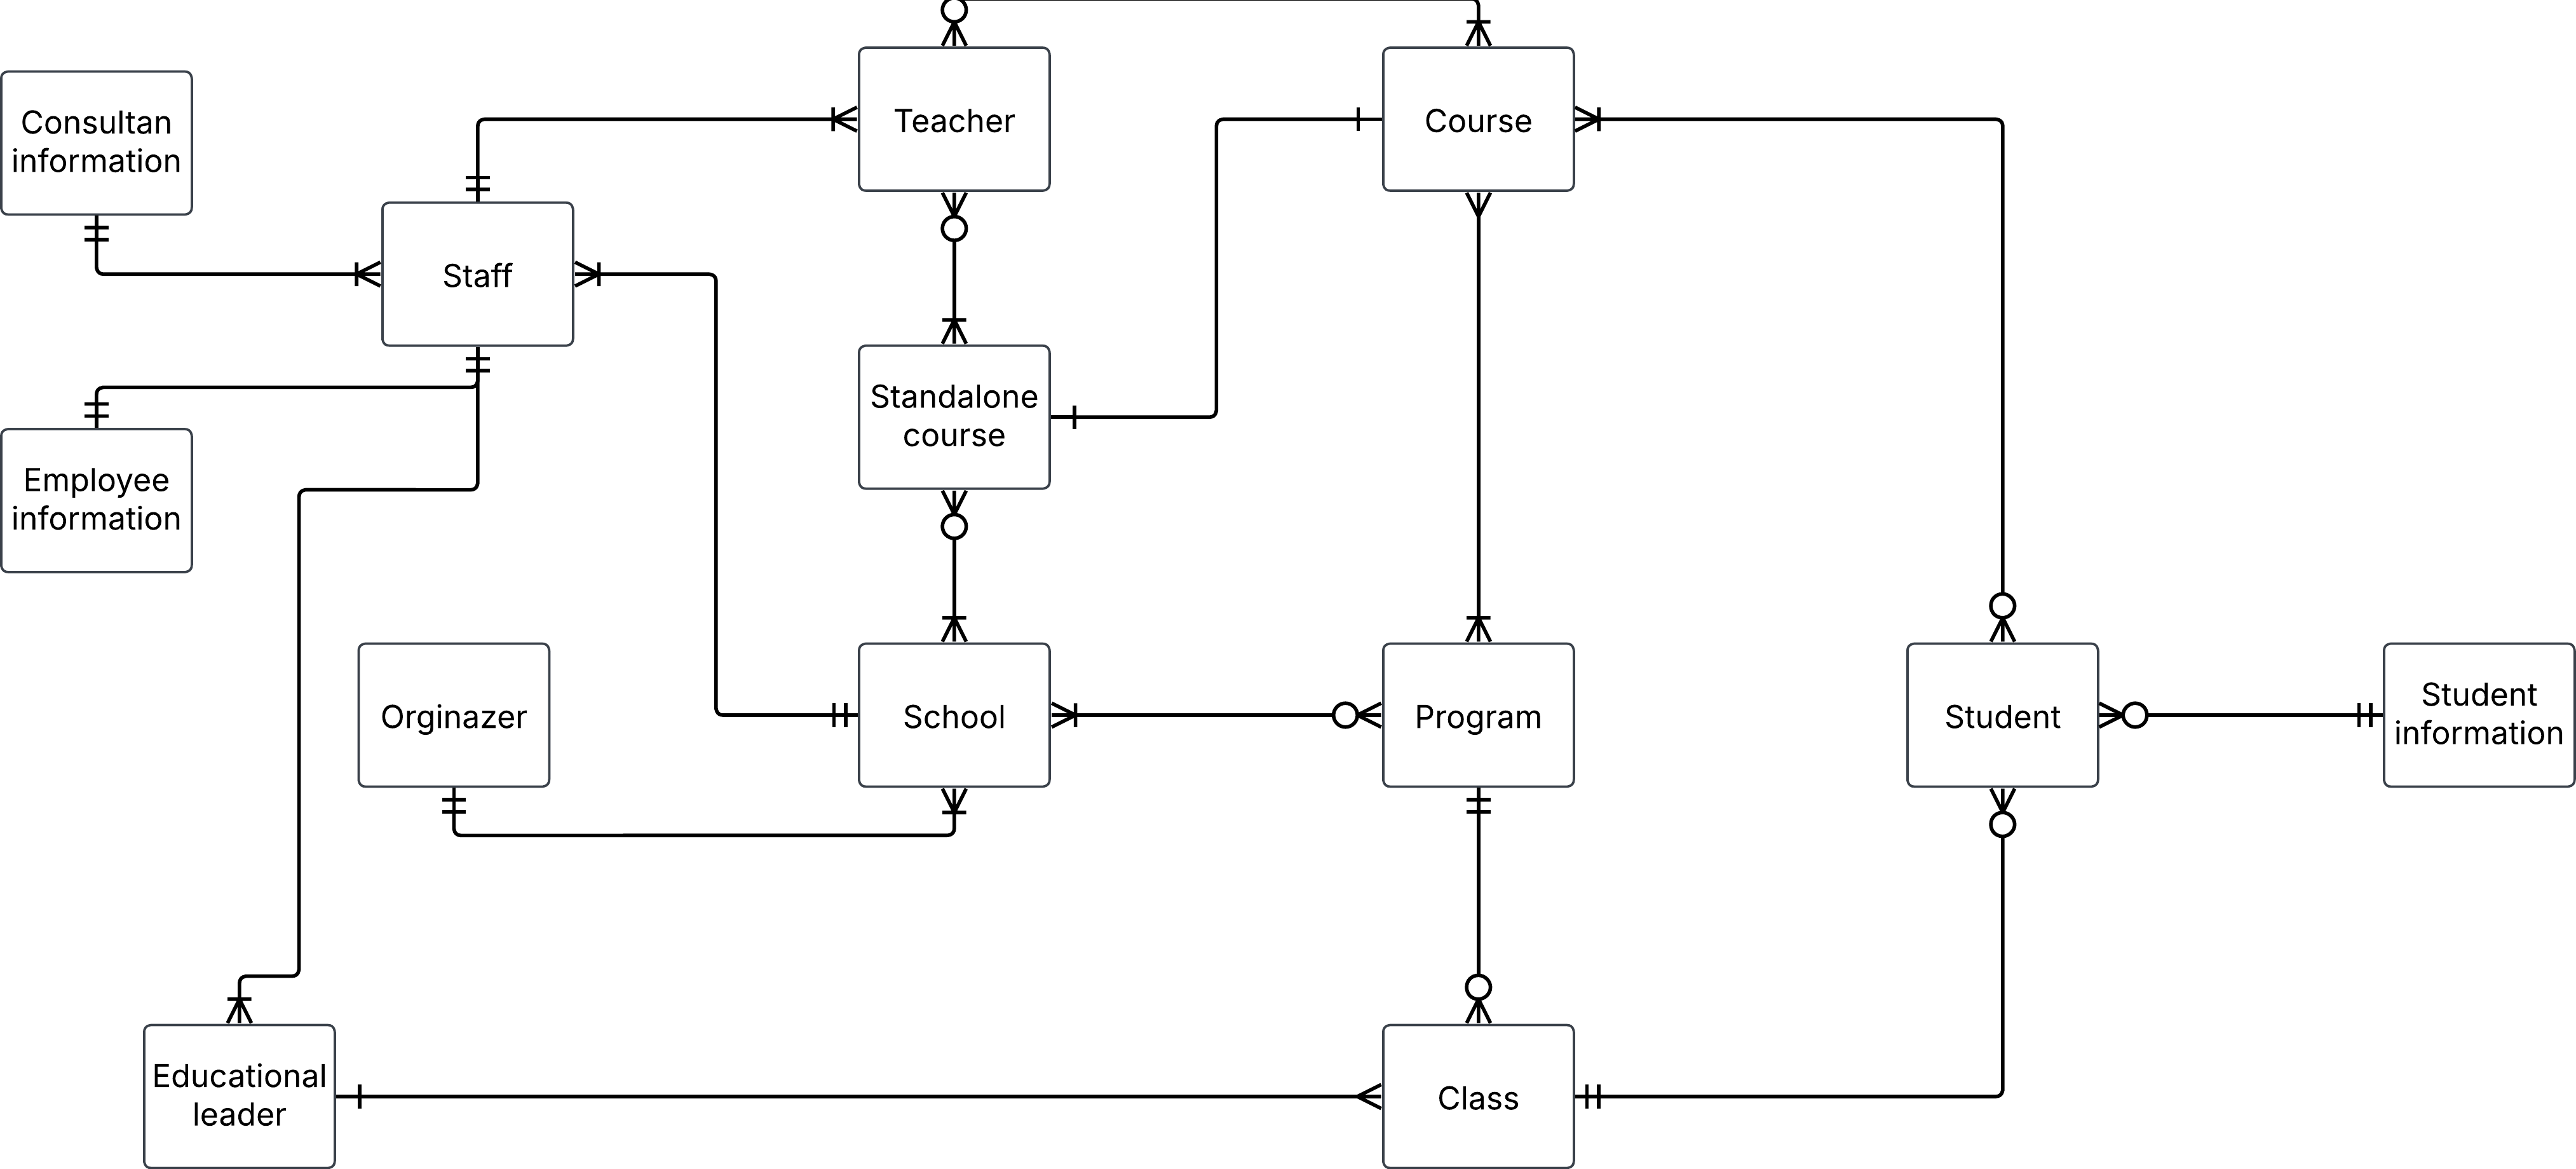 Consultan
information
Teacher
Course
Staff
Standalone
course
Employee
information
Orginazer
School
Program
Student
Student
information
Educational
leader
Class